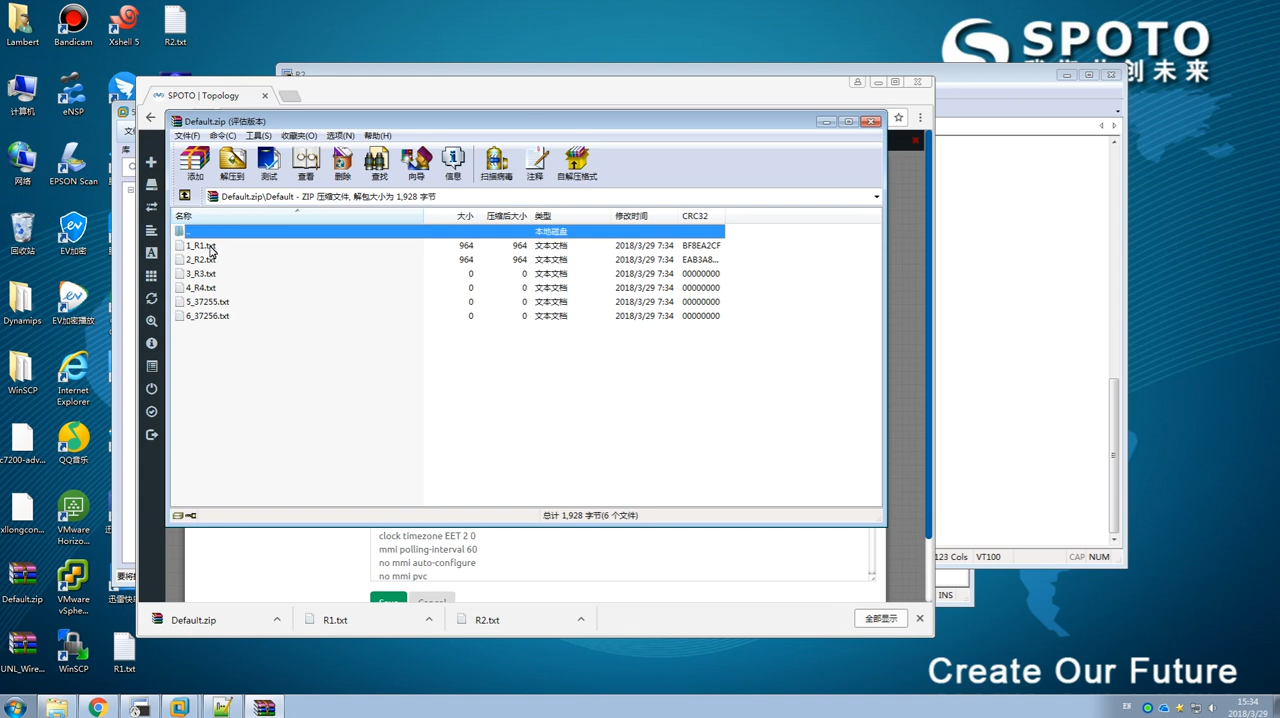 Lambert
Bandicam
Xshell 5
R2.txt
计算机
eNSP
网络
EPSON Scan
回收站
EV加密
Dynamips
EV加密播放
WinSCP
Internet
Explorer
c7200-adv...
QQ音乐
xilongcon...
VMware
Horizo...
Default.zip
VMware
vSphe...
UNL_Wire...
WinSCP
R1.txt
SPOTO
创未来
R2
SPOTO | Topology
Default.zip (评估版本)
文件(F) 命令(C) 工具(S) 收藏夹(O) 选项(N) 帮助(H)
添加 解压到 测试 查看 删除 查找 向导 信息 扫描病毒 注释 自解压格式
Default.zip\Default - ZIP 压缩文件, 解包大小为 1,928 字节
名称 大小 压缩后大小 类型 修改时间 CRC32
.. 本地磁盘
1_R1.txt 964 964 文本文档 2018/3/29 7:34 BF8EA2CF
2_R2.txt 964 964 文本文档 2018/3/29 7:34 EAB3A8...
3_R3.txt 0 0 文本文档 2018/3/29 7:34 00000000
4_R4.txt 0 0 文本文档 2018/3/29 7:34 00000000
5_37255.txt 0 0 文本文档 2018/3/29 7:34 00000000
6_37256.txt 0 0 文本文档 2018/3/29 7:34 00000000
总计 1,928 字节(6 个文件)
clock timezone EET 2 0
mmi polling-interval 60
no mmi auto-configure
no mmi pvc
Save Cancel
123 Cols VT100 CAP NUM
INS
Default.zip R1.txt R2.txt 全部显示
Create Our Future
EN
15:34
2018/3/29